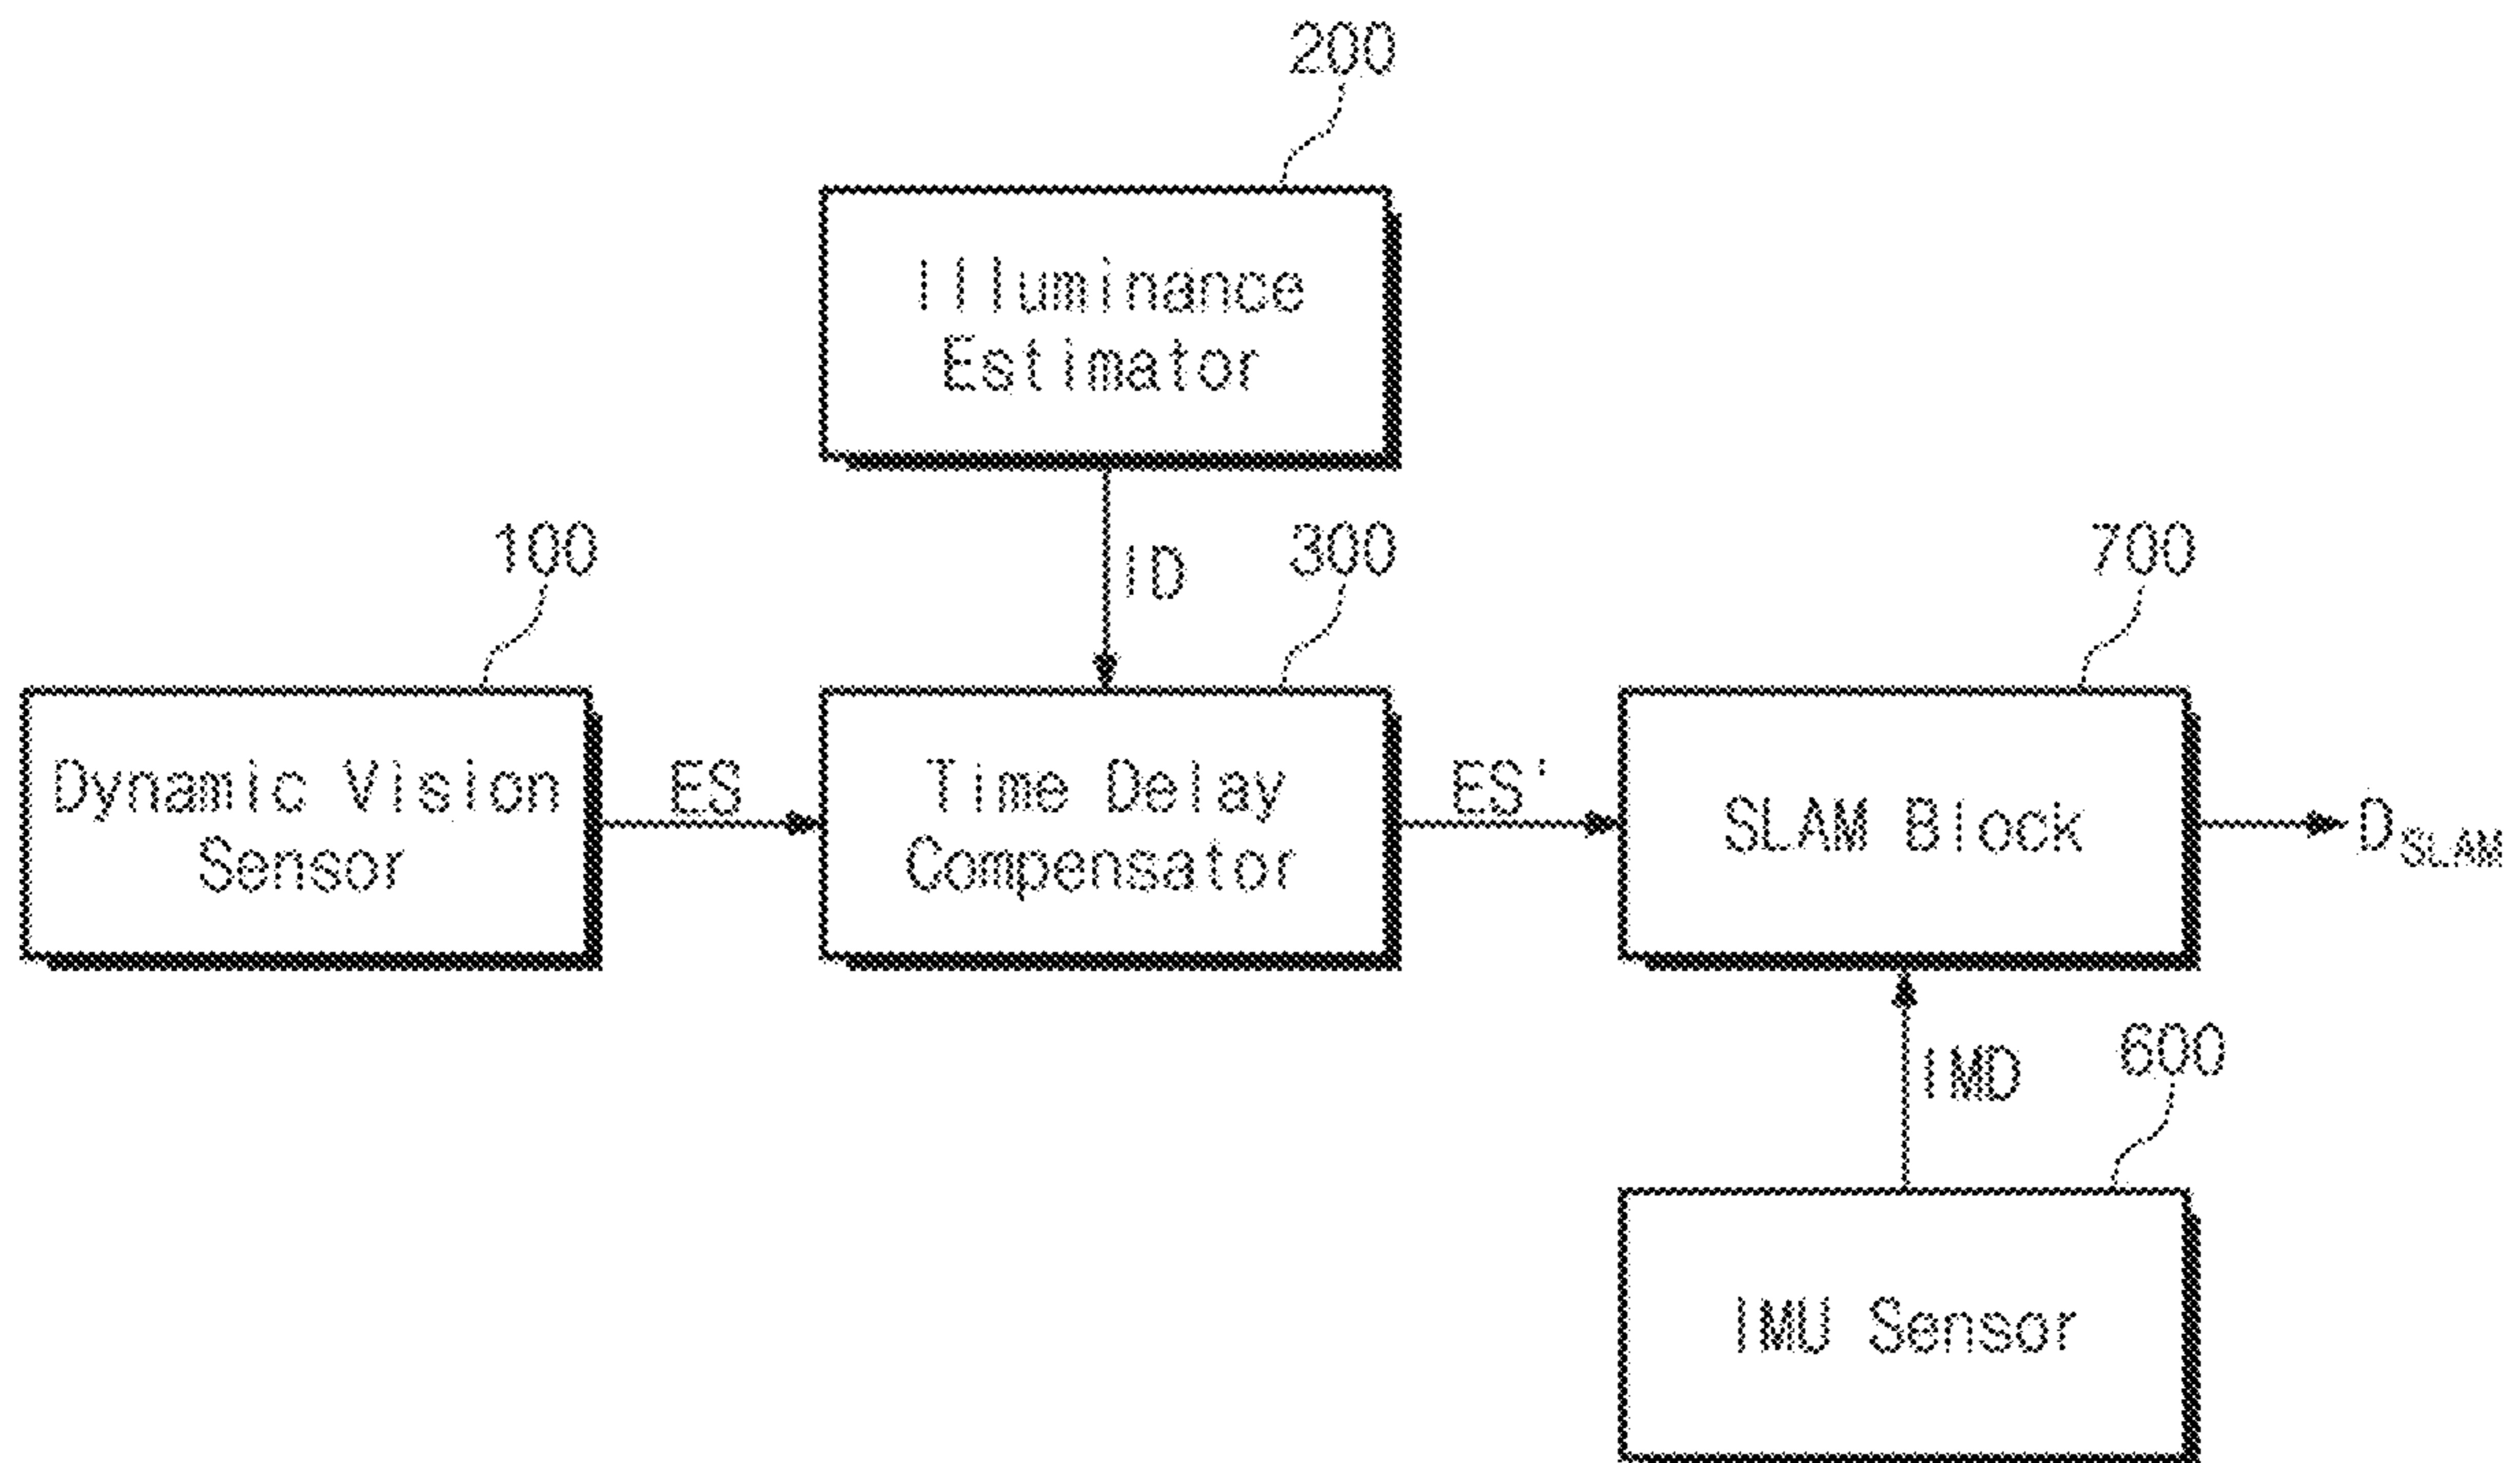 200
Illuminance
Estimator
100
ID
300
700
Dynamic Vision
Sensor
ES
Time Delay
Compensator
ES'
SLAM Block
DSLAM
IMD
600
IMU Sensor